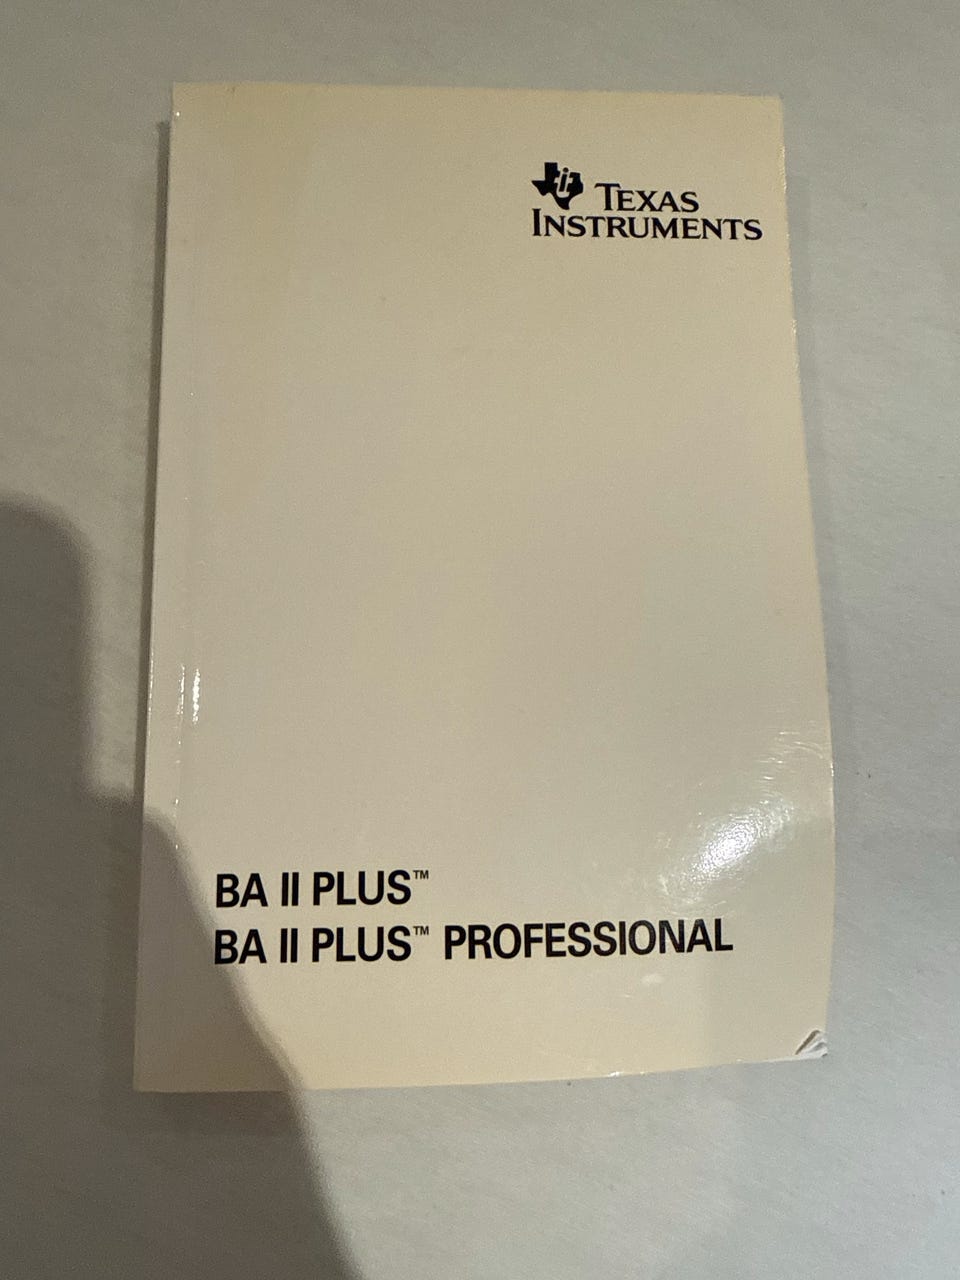 TEXAS
INSTRUMENTS
BA II PLUS™
BA II PLUS™ PROFESSIONAL